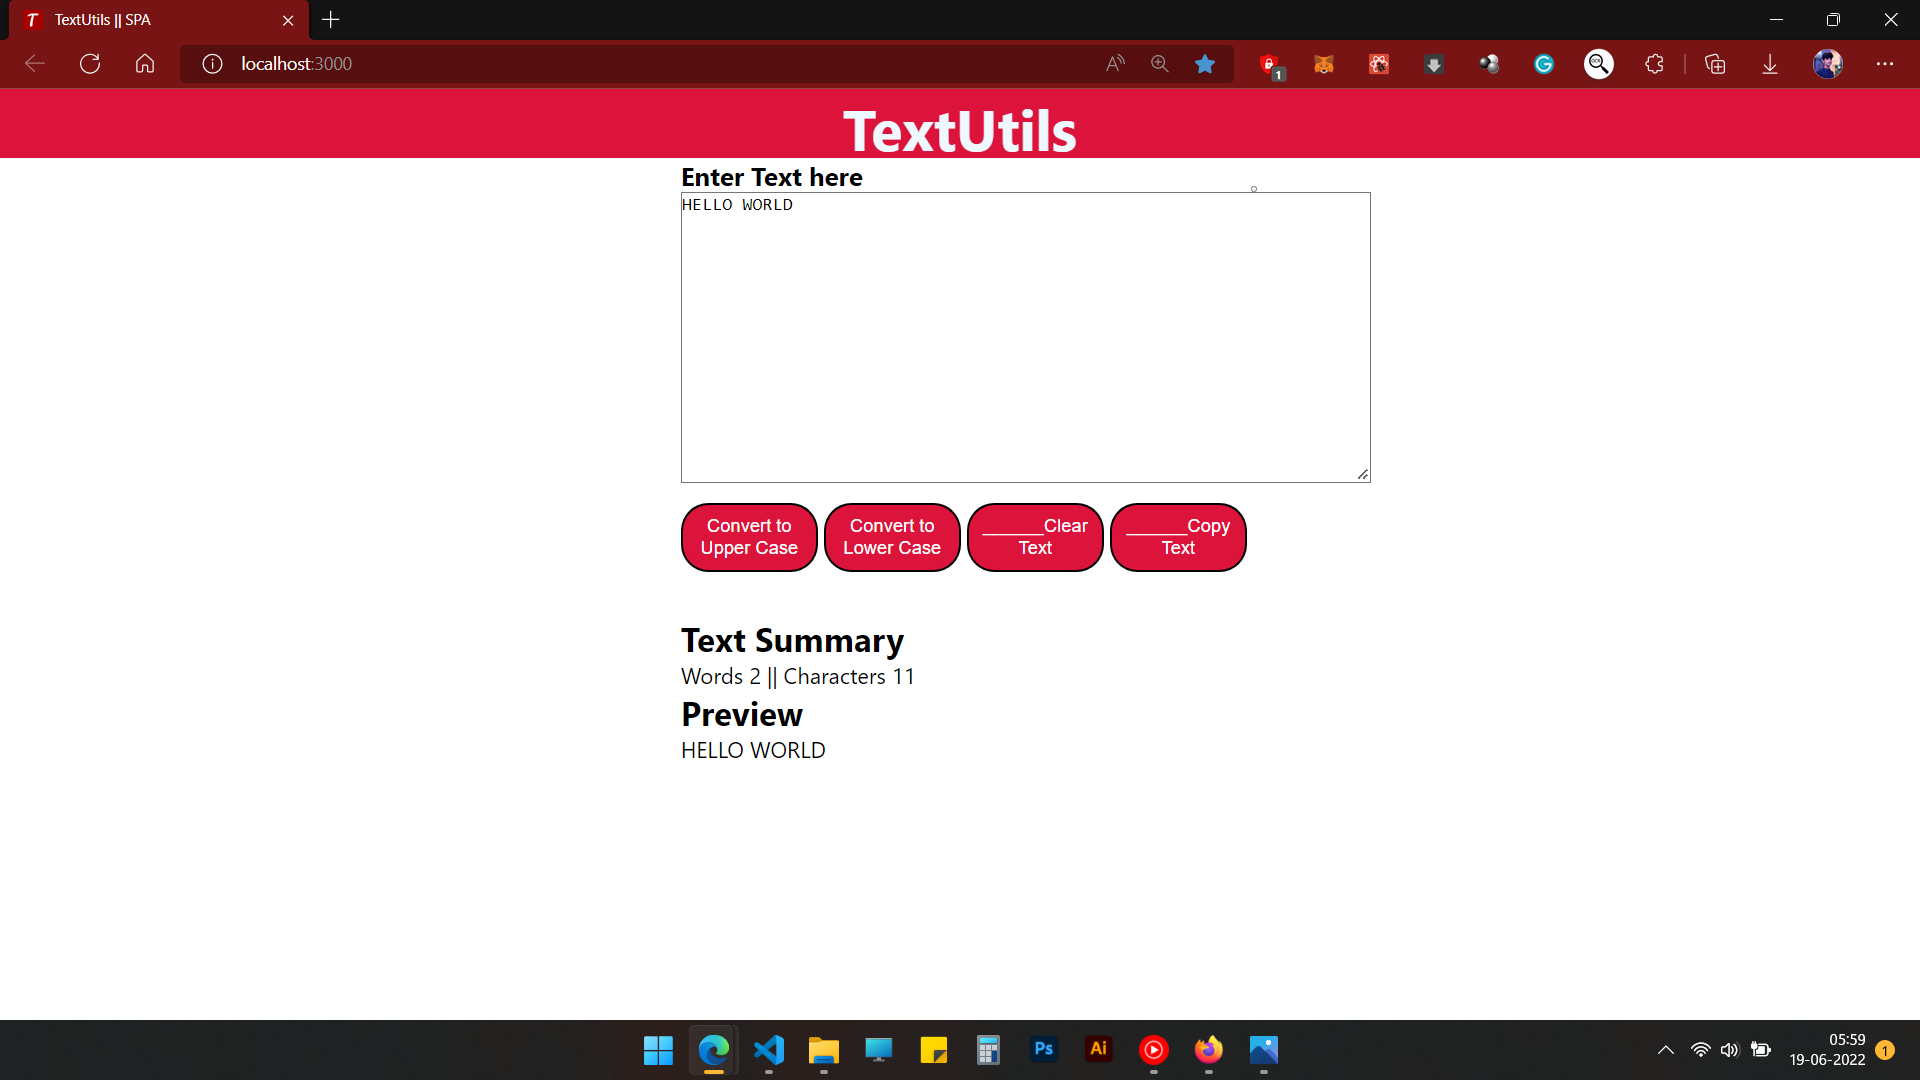 TextUtils || SPA
localhost:3000
1
TextUtils
Enter Text here
HELLO WORLD
Convert to
Upper Case
Convert to
Lower Case
______Clear
Text
______Copy
Text
Text Summary
Words 2 || Characters 11
Preview
HELLO WORLD
Ps
Ai
05:59
19-06-2022
1